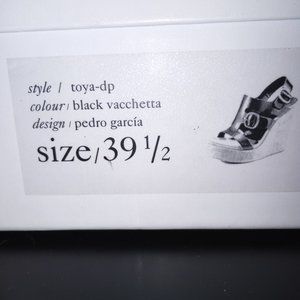 style / toya-dp
colour / black vacchetta
design / pedro garcía
size/39 1/2